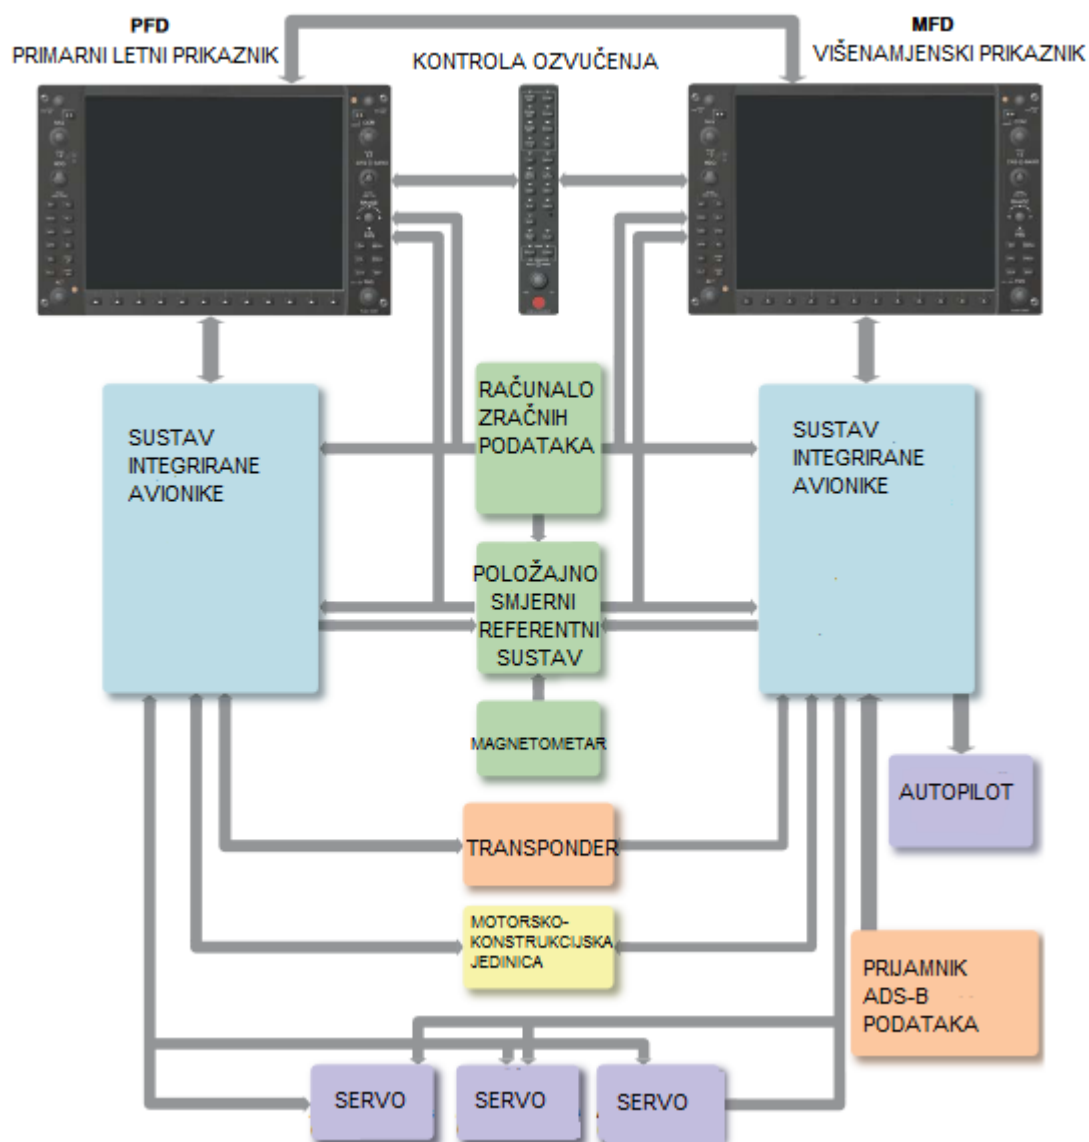 PFD
PRIMARNI LETNI PRIKAZNIK
KONTROLA OZVUČENJA
MFD
VIŠENAMJENSKI PRIKAZNIK
SUSTAV
INTEGRIRANE
AVIONIKE
RAČUNALO
ZRAČNIH
PODATAKA
SUSTAV
INTEGRIRANE
AVIONIKE
POLOŽAJNO
SMJERNI
REFERENTNI
SUSTAV
MAGNETOMETAR
AUTOPILOT
TRANSPONDER
MOTORSKO-
KONSTRUKCIJSKA
JEDINICA
PRIJAMNIK
ADS-B
PODATAKA
SERVO
SERVO
SERVO